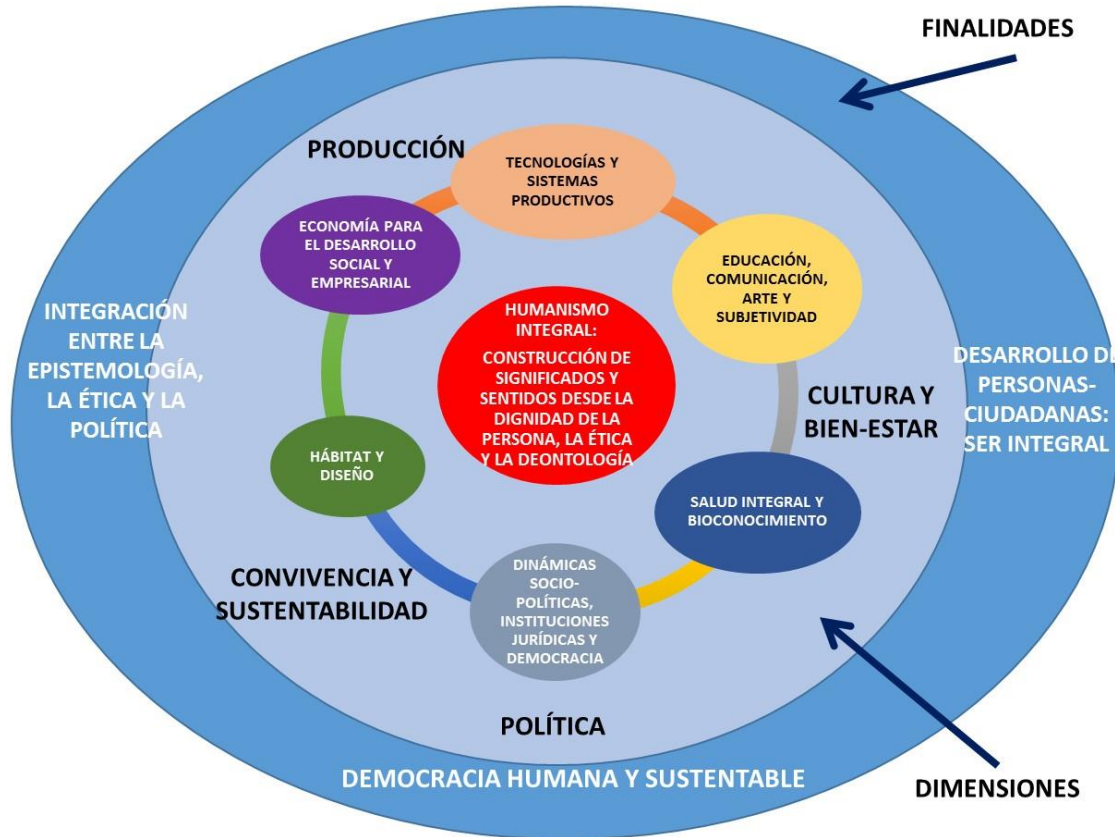 FINALIDADES
PRODUCCIÓN
TECNOLOGÍAS Y
SISTEMAS
PRODUCTIVOS
ECONOMÍA PARA
EL DESARROLLO
SOCIAL Y
EMPRESARIAL
EDUCACIÓN,
COMUNICACIÓN,
ARTE Y
SUBJETIVIDAD
INTEGRACIÓN
ENTRE LA
EPISTEMOLOGÍA,
LA ÉTICA Y LA
POLÍTICA
HUMANISMO
INTEGRAL:
CONSTRUCCIÓN DE
SIGNIFICADOS Y
SENTIDOS DESDE LA
DIGNIDAD DE LA
PERSONA, LA ÉTICA
Y LA DEONTOLOGÍA
DESARROLLO DE
PERSONAS-
CIUDADANAS:
SER INTEGRAL
CULTURA Y
BIEN-ESTAR
HÁBITAT Y
DISEÑO
SALUD INTEGRAL Y
BIOCONOCIMIENTO
CONVIVENCIA Y
SUSTENTABILIDAD
DINÁMICAS
SOCIO-
POLÍTICAS,
INSTITUCIONES
JURÍDICAS Y
DEMOCRACIA
POLÍTICA
DEMOCRACIA HUMANA Y SUSTENTABLE
DIMENSIONES